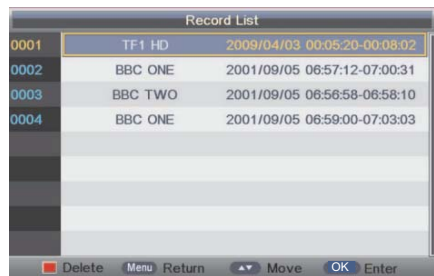 Record List
0001 TF1 HD 2009/04/03 00:05:20-00:08:02
0002 BBC ONE 2001/09/05 06:57:12-07:00:31
0003 BBC TWO 2001/09/05 06:56:58-06:58:10
0004 BBC ONE 2001/09/05 06:59:00-07:03:03
Delete Menu Return Move OK Enter